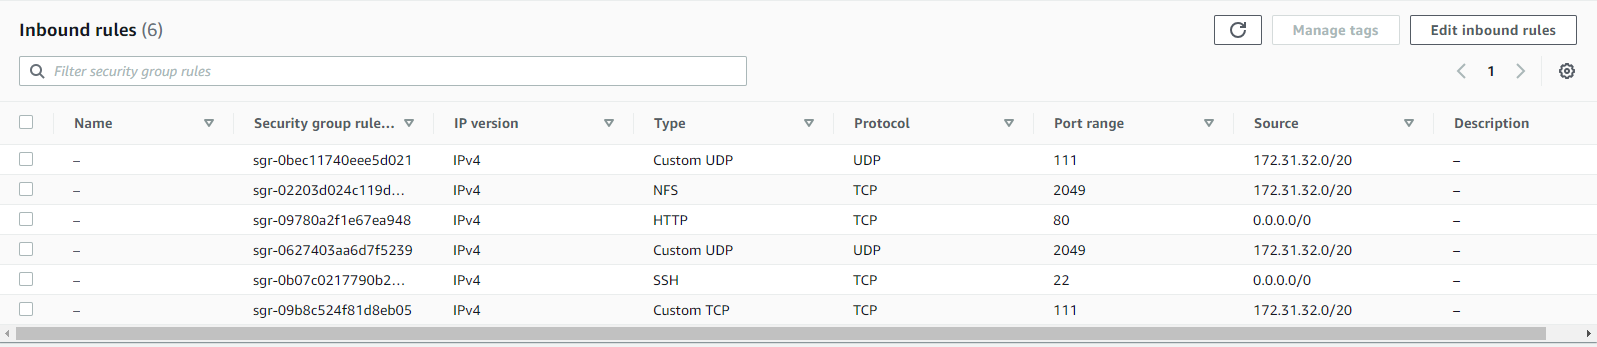 Inbound rules (6)
Manage tags
Edit inbound rules
Filter security group rules
1
Name Security group rule... IP version Type Protocol Port range Source Description
– sgr-0bec11740eee5d021 IPv4 Custom UDP UDP 111 172.31.32.0/20 –
– sgr-02203d024c119d... IPv4 NFS TCP 2049 172.31.32.0/20 –
– sgr-09780a2f1e67ea948 IPv4 HTTP TCP 80 0.0.0.0/0 –
– sgr-0627403aa6d7f5239 IPv4 Custom UDP UDP 2049 172.31.32.0/20 –
– sgr-0b07c0217790b2... IPv4 SSH TCP 22 0.0.0.0/0 –
– sgr-09b8c524f81d8eb05 IPv4 Custom TCP TCP 111 172.31.32.0/20 –